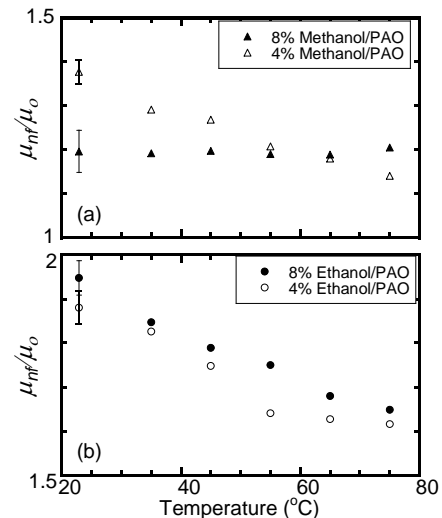 1.5
▲ 8% Methanol/PAO
△ 4% Methanol/PAO
μnf/μo
(a)
1
2
● 8% Ethanol/PAO
○ 4% Ethanol/PAO
μnf/μo
(b)
1.5
20 40 60 80
Temperature (°C)